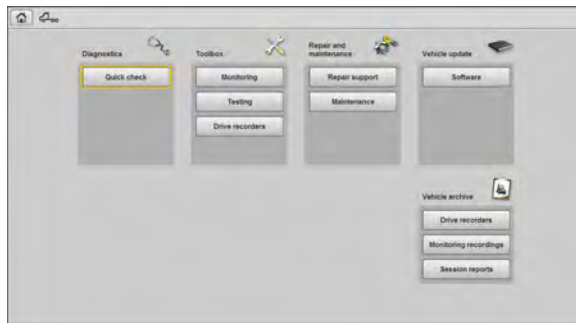 Diagnostics
Quick check
Toolbox
Monitoring
Testing
Drive recorders
Repair and
maintenance
Repair support
Maintenance
Vehicle update
Software
Vehicle archive
Drive recorders
Monitoring recordings
Session reports